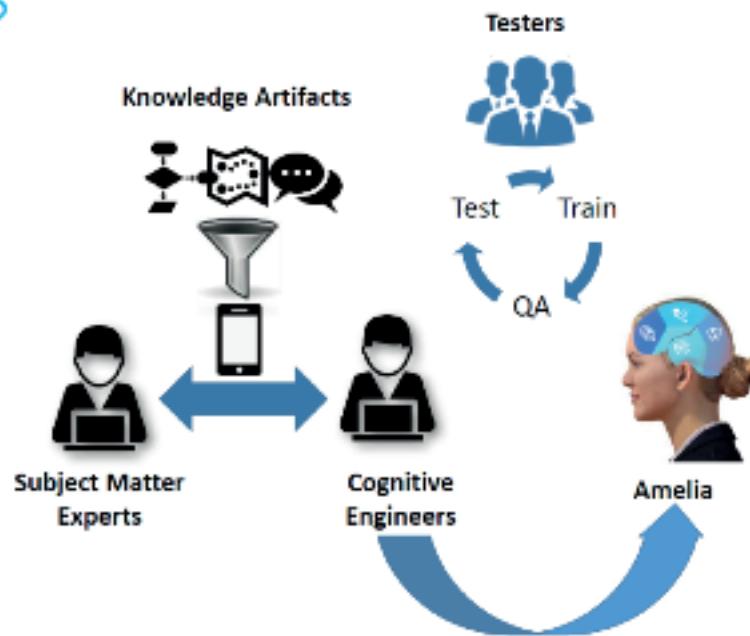 Testers
Knowledge Artifacts
Test
Train
QA
Subject Matter
Experts
Cognitive
Engineers
Amelia